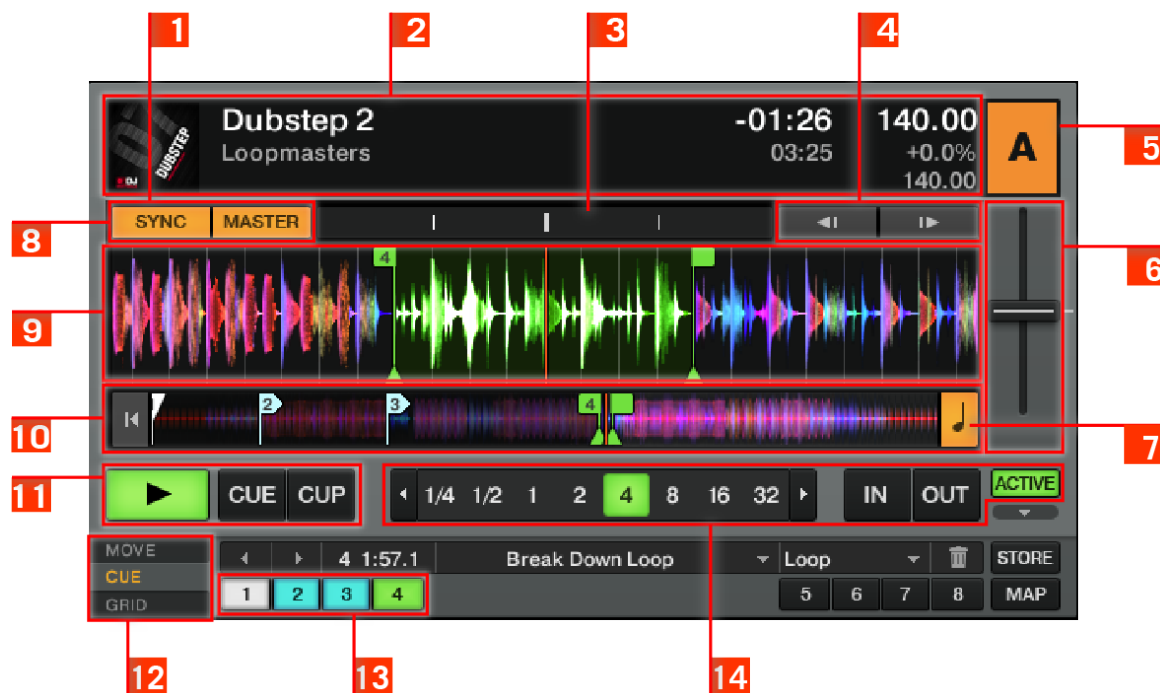 1 2 3 4
Dubstep 2 -01:26 140.00
Loopmasters 03:25 +0.0%
140.00
DJ DUBSTEP
A
5
8 SYNC MASTER
6
4
9
10 2 3 4
7
11 CUE CUP 1/4 1/2 1 2 4 8 16 32 IN OUT ACTIVE
MOVE
CUE
GRID
4 1:57.1 Break Down Loop Loop STORE
1 2 3 4 5 6 7 8 MAP
12 13 14